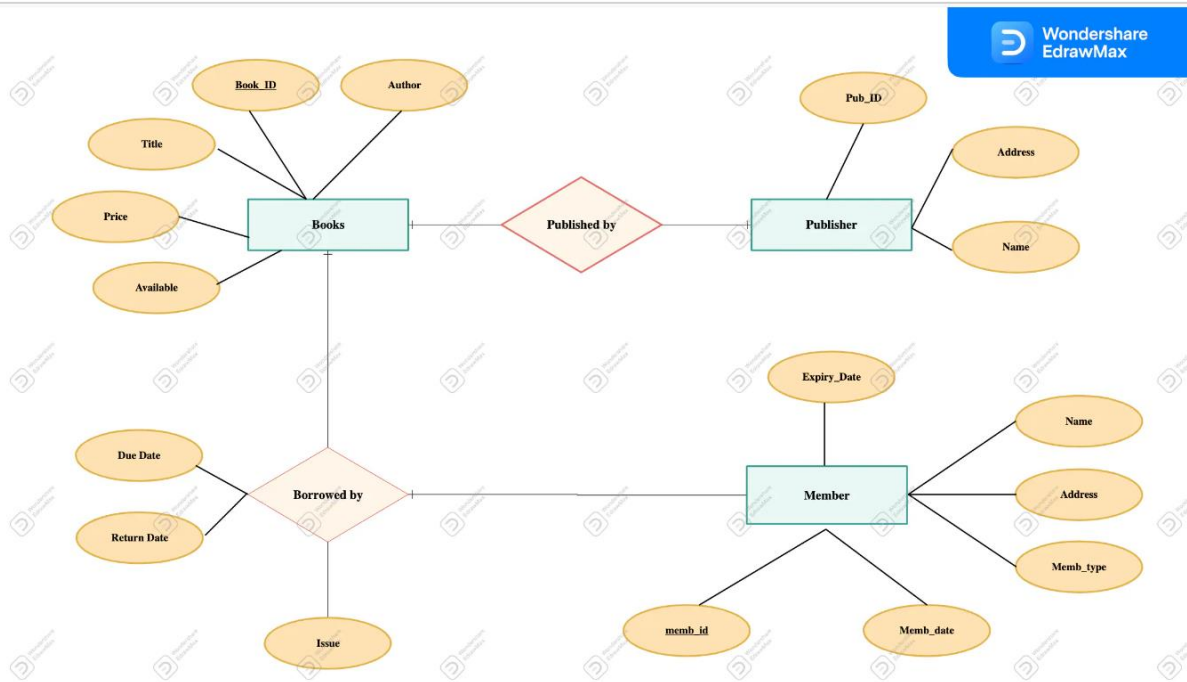 Wondershare
EdrawMax
Book_ID
Author
Pub_ID
Title
Address
Price
Books
Published by
Publisher
Name
Available
Expiry_Date
Name
Due Date
Borrowed by
Member
Address
Return Date
Memb_type
Issue
memb_id
Memb_date